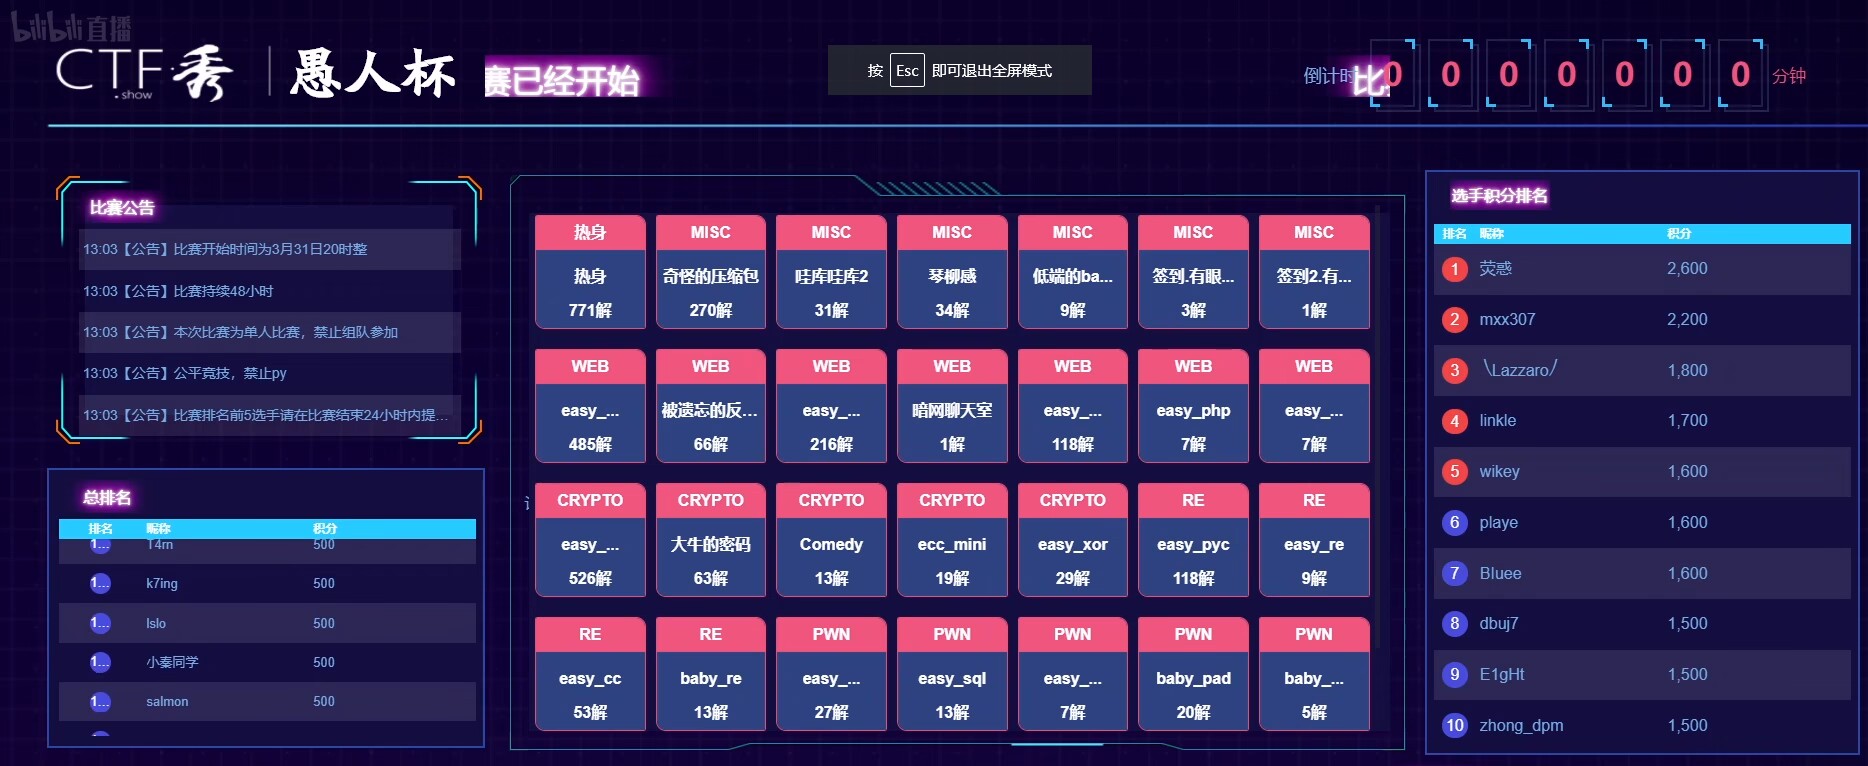 bilibili 直播
CTF秀
.show
愚人杯
赛已经开始
按 Esc 即可退出全屏模式
倒计时
比
0 0 0 0 0 0 0 分钟
比赛公告
13:03【公告】比赛开始时间为3月31日20时整
13:03【公告】比赛持续48小时
13:03【公告】本次比赛为单人比赛，禁止组队参加
13:03【公告】公平竞技，禁止py
13:03【公告】比赛排名前5选手请在比赛结束24小时内提...
总排名
排名 昵称 积分
1... T4rn 500
1... k7ing 500
1... lslo 500
1... 小秦同学 500
1... salmon 500
热身 MISC MISC MISC MISC MISC MISC
热身 奇怪的压缩包 哇库哇库2 琴柳感 低端的ba... 签到.有眼... 签到2.有...
771解 270解 31解 34解 9解 3解 1解
WEB WEB WEB WEB WEB WEB WEB
easy_... 被遗忘的反... easy_... 暗网聊天室 easy_... easy_php easy_...
485解 66解 216解 1解 118解 7解 7解
CRYPTO CRYPTO CRYPTO CRYPTO CRYPTO RE RE
easy_... 大牛的密码 Comedy ecc_mini easy_xor easy_pyc easy_re
526解 63解 13解 19解 29解 118解 9解
RE RE PWN PWN PWN PWN PWN
easy_cc baby_re easy_... easy_sql easy_... baby_pad baby_...
53解 13解 27解 13解 7解 20解 5解
选手积分排名
排名 昵称 积分
1 荧惑 2,600
2 mxx307 2,200
3 \Lazzaro/ 1,800
4 linkle 1,700
5 wikey 1,600
6 playe 1,600
7 Bluee 1,600
8 dbuj7 1,500
9 E1gHt 1,500
10 zhong_dpm 1,500